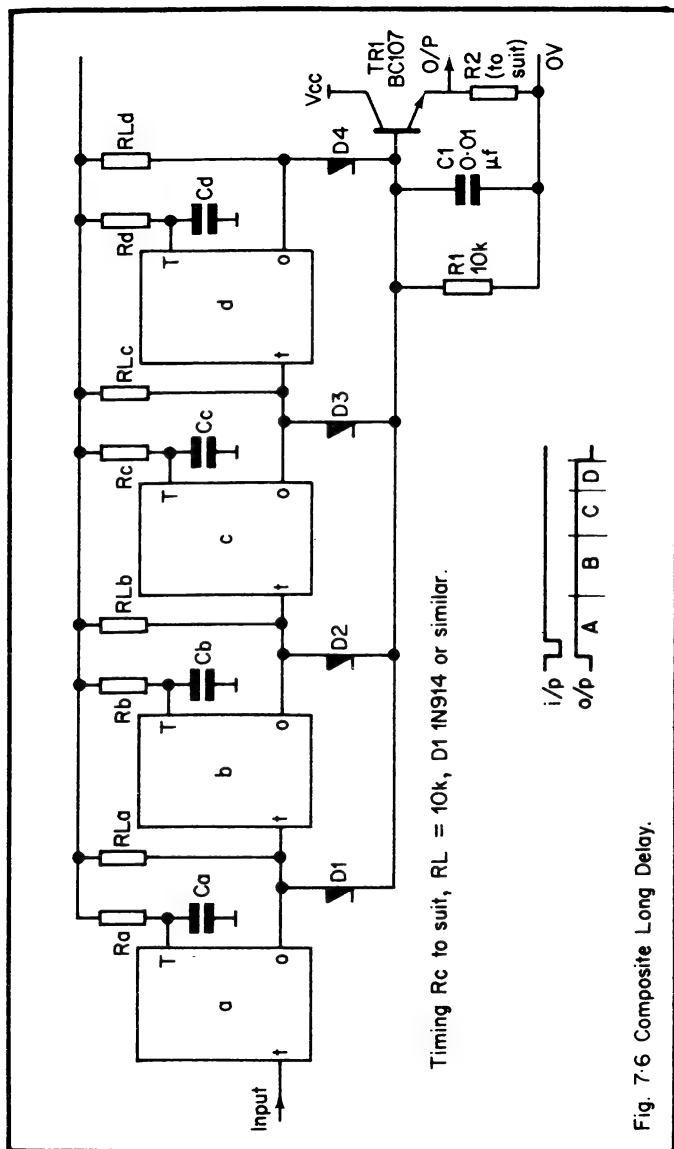 RLd
Rd
Cd
T
d
t
o
D4
RLc
Rc
Cc
T
c
t
o
D3
RLb
Rb
Cb
T
b
t
o
D2
RLa
Ra
Ca
T
a
t
o
D1
Input
Vcc
TR1
BC107
O/P
R2
(to
suit)
0V
C1
0·01
µf
R1
10k
Timing Rc to suit, RL = 10k, D1 1N914 or similar.
i/p
o/p
A B C D
Fig. 7·6 Composite Long Delay.